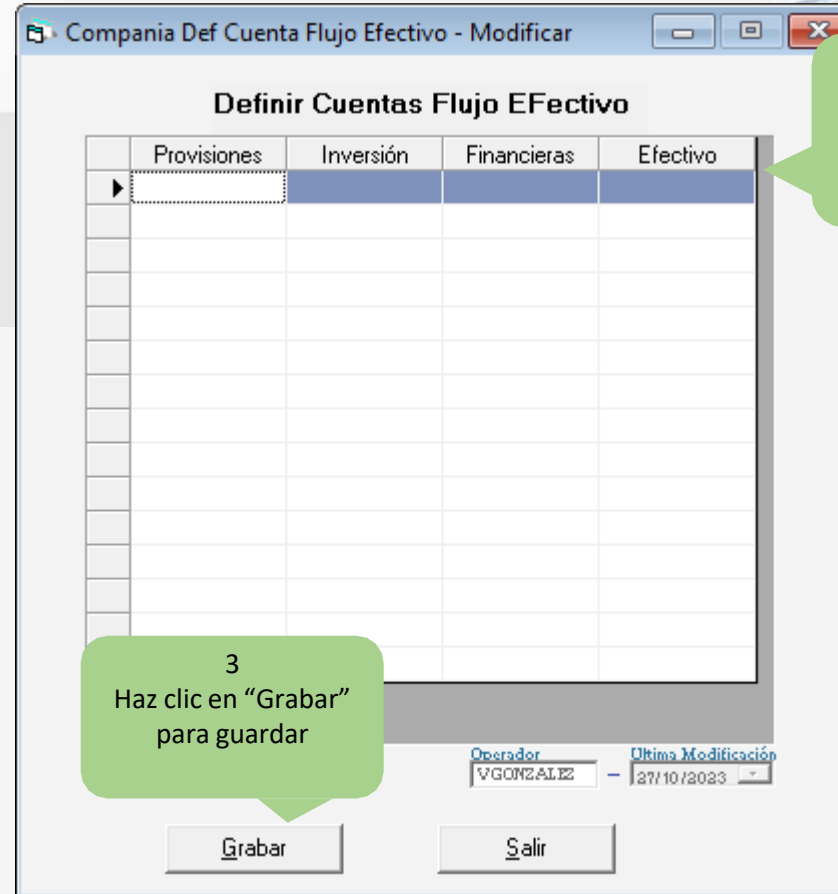 Compania Def Cuenta Flujo Efectivo - Modificar
Definir Cuentas Flujo EFectivo
Provisiones Inversión Financieras Efectivo
3
Haz clic en “Grabar”
para guardar
Operador Ultima Modificación
VGONZALEZ – 27/10/2023
Grabar Salir